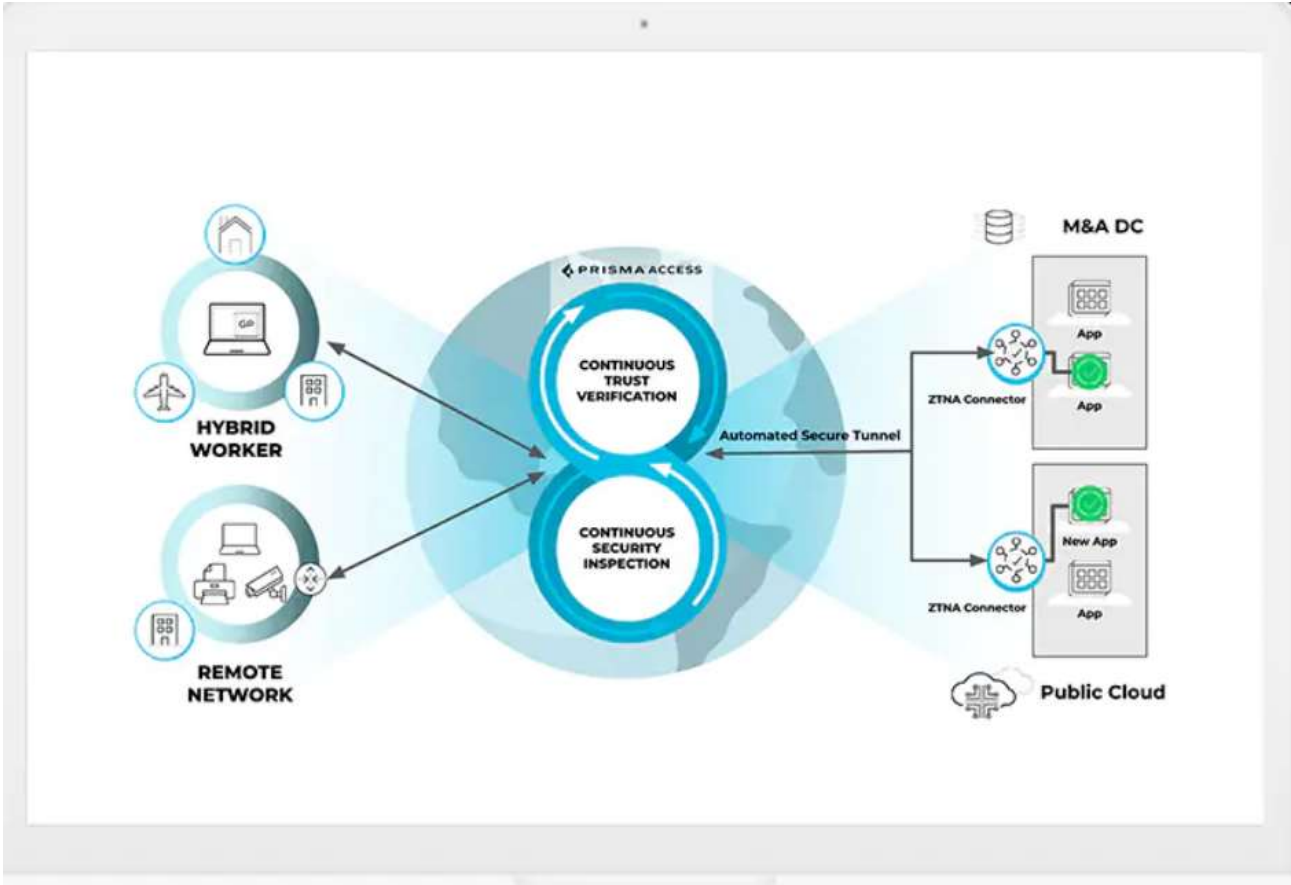 PRISMA ACCESS
M&A DC
App
CONTINUOUS
TRUST
VERIFICATION
GP
ZTNA Connector
App
HYBRID
WORKER
Automated Secure Tunnel
CONTINUOUS
SECURITY
INSPECTION
New App
ZTNA Connector
App
REMOTE
NETWORK
Public Cloud